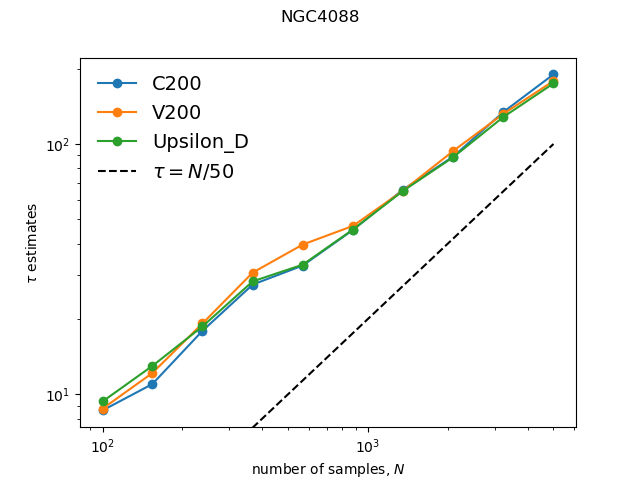 NGC4088
C200
V200
Upsilon_D
τ = N/50
10²
10¹
τ estimates
10² 10³
number of samples, N